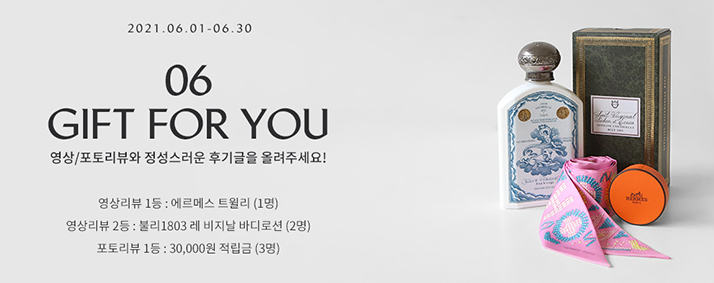 2021.06.01-06.30
06
GIFT FOR YOU
영상/포토리뷰와 정성스러운 후기글을 올려주세요!
영상리뷰 1등 : 에르메스 트윌리 (1명)
영상리뷰 2등 : 불리1803 레 비지날 바디로션 (2명)
포토리뷰 1등 : 30,000원 적립금 (3명)
HERMES
PARIS